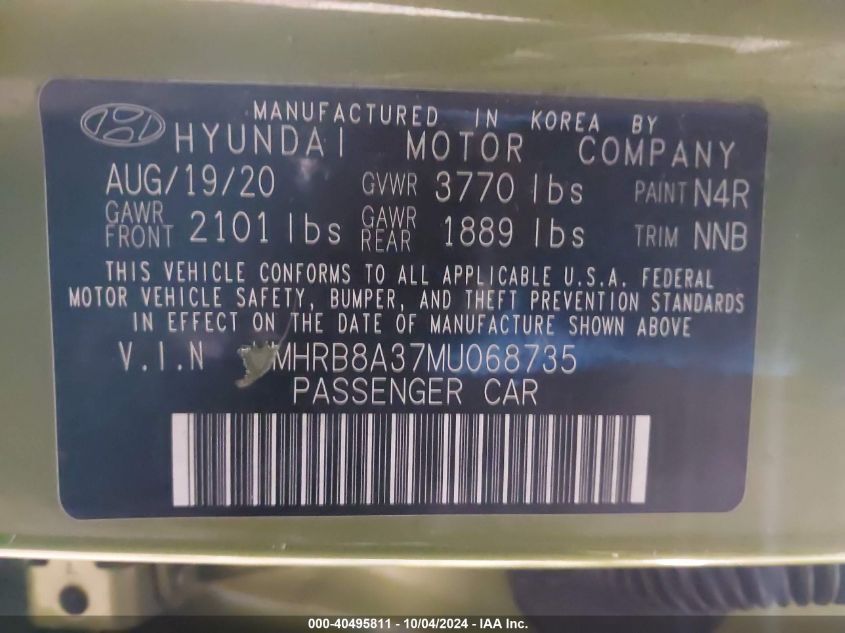 MANUFACTURED IN KOREA BY
HYUNDAI MOTOR COMPANY
AUG/19/20 GVWR 3770 lbs PAINT N4R
GAWR FRONT 2101 lbs GAWR REAR 1889 lbs TRIM NNB
THIS VEHICLE CONFORMS TO ALL APPLICABLE U.S.A. FEDERAL
MOTOR VEHICLE SAFETY, BUMPER, AND THEFT PREVENTION STANDARDS
IN EFFECT ON THE DATE OF MANUFACTURE SHOWN ABOVE
V.I.N MHRB8A37MU068735
PASSENGER CAR
000-40495811 - 10/04/2024 - IAA Inc.